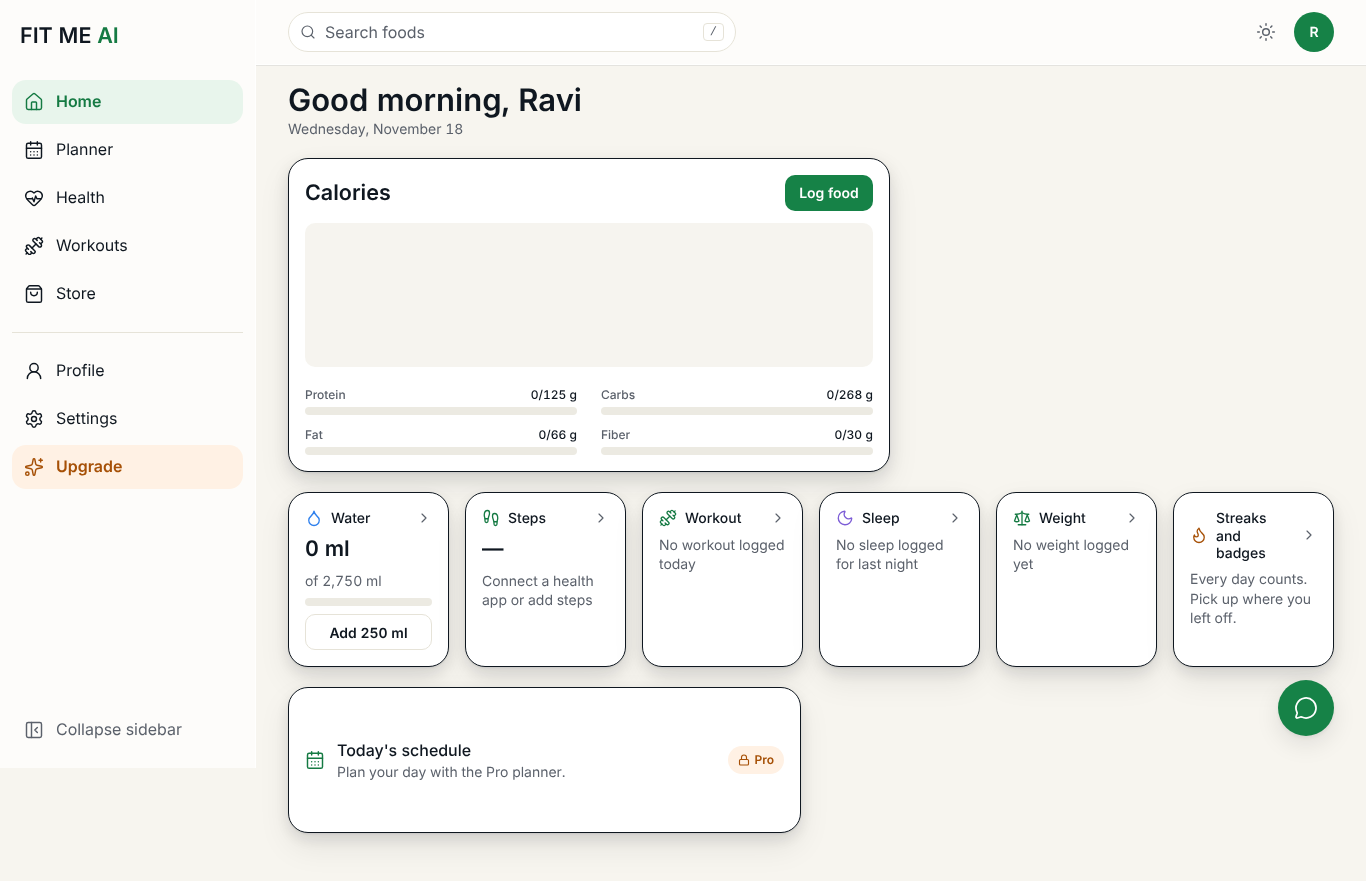 FIT ME AI
Search foods
/
R
Home
Planner
Health
Workouts
Store
Profile
Settings
Upgrade
Collapse sidebar
Good morning, Ravi
Wednesday, November 18
Calories
Log food
Protein 0/125 g
Carbs 0/268 g
Fat 0/66 g
Fiber 0/30 g
Water
0 ml
of 2,750 ml
Add 250 ml
Steps
—
Connect a health
app or add steps
Workout
No workout logged
today
Sleep
No sleep logged
for last night
Weight
No weight logged
yet
Streaks
and
badges
Every day counts.
Pick up where you
left off.
Today's schedule
Plan your day with the Pro planner.
Pro